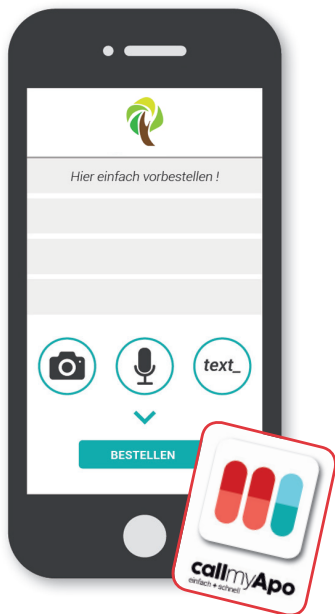 Hier einfach vorbestellen !
text_
BESTELLEN
callmyApo
einfach + schnell